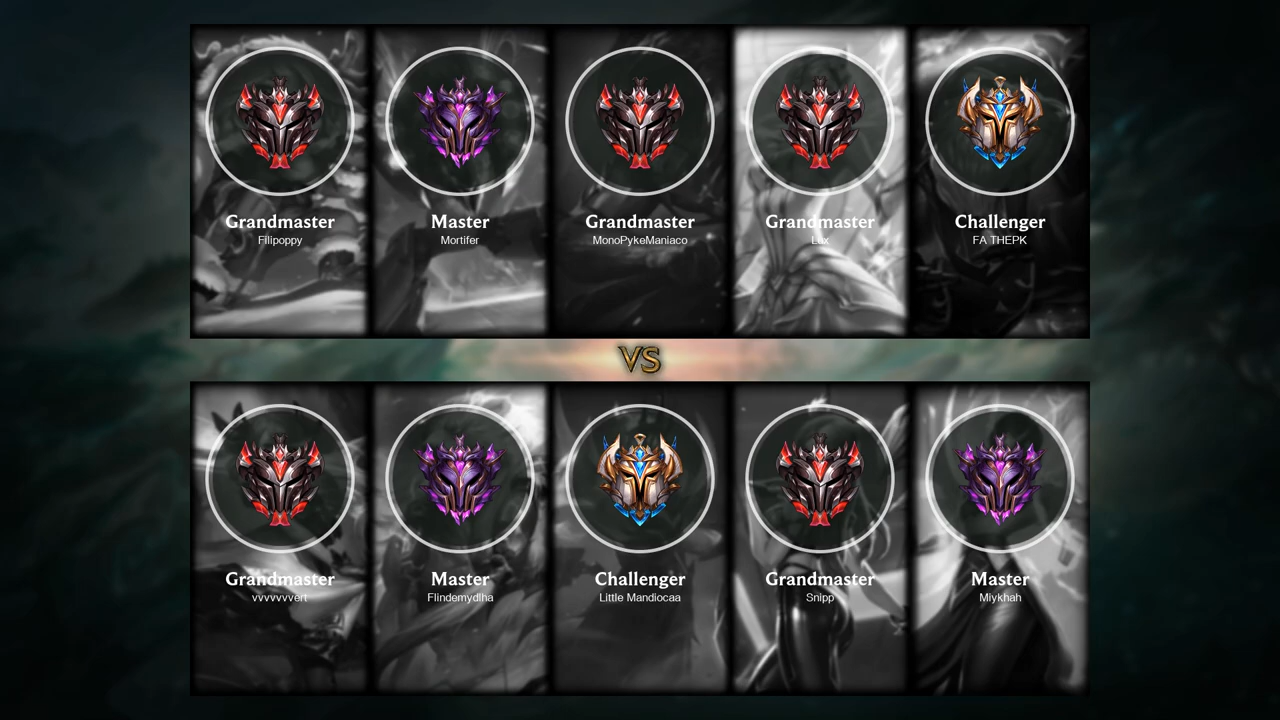 Grandmaster
Filipoppy
Master
Mortifer
Grandmaster
MonoPykeManiaco
Grandmaster
Lux
Challenger
FA THEPK
VS
Grandmaster
vvvvvvvert
Master
Flindemydlha
Challenger
Little Mandiocaa
Grandmaster
Snipp
Master
Miykhah